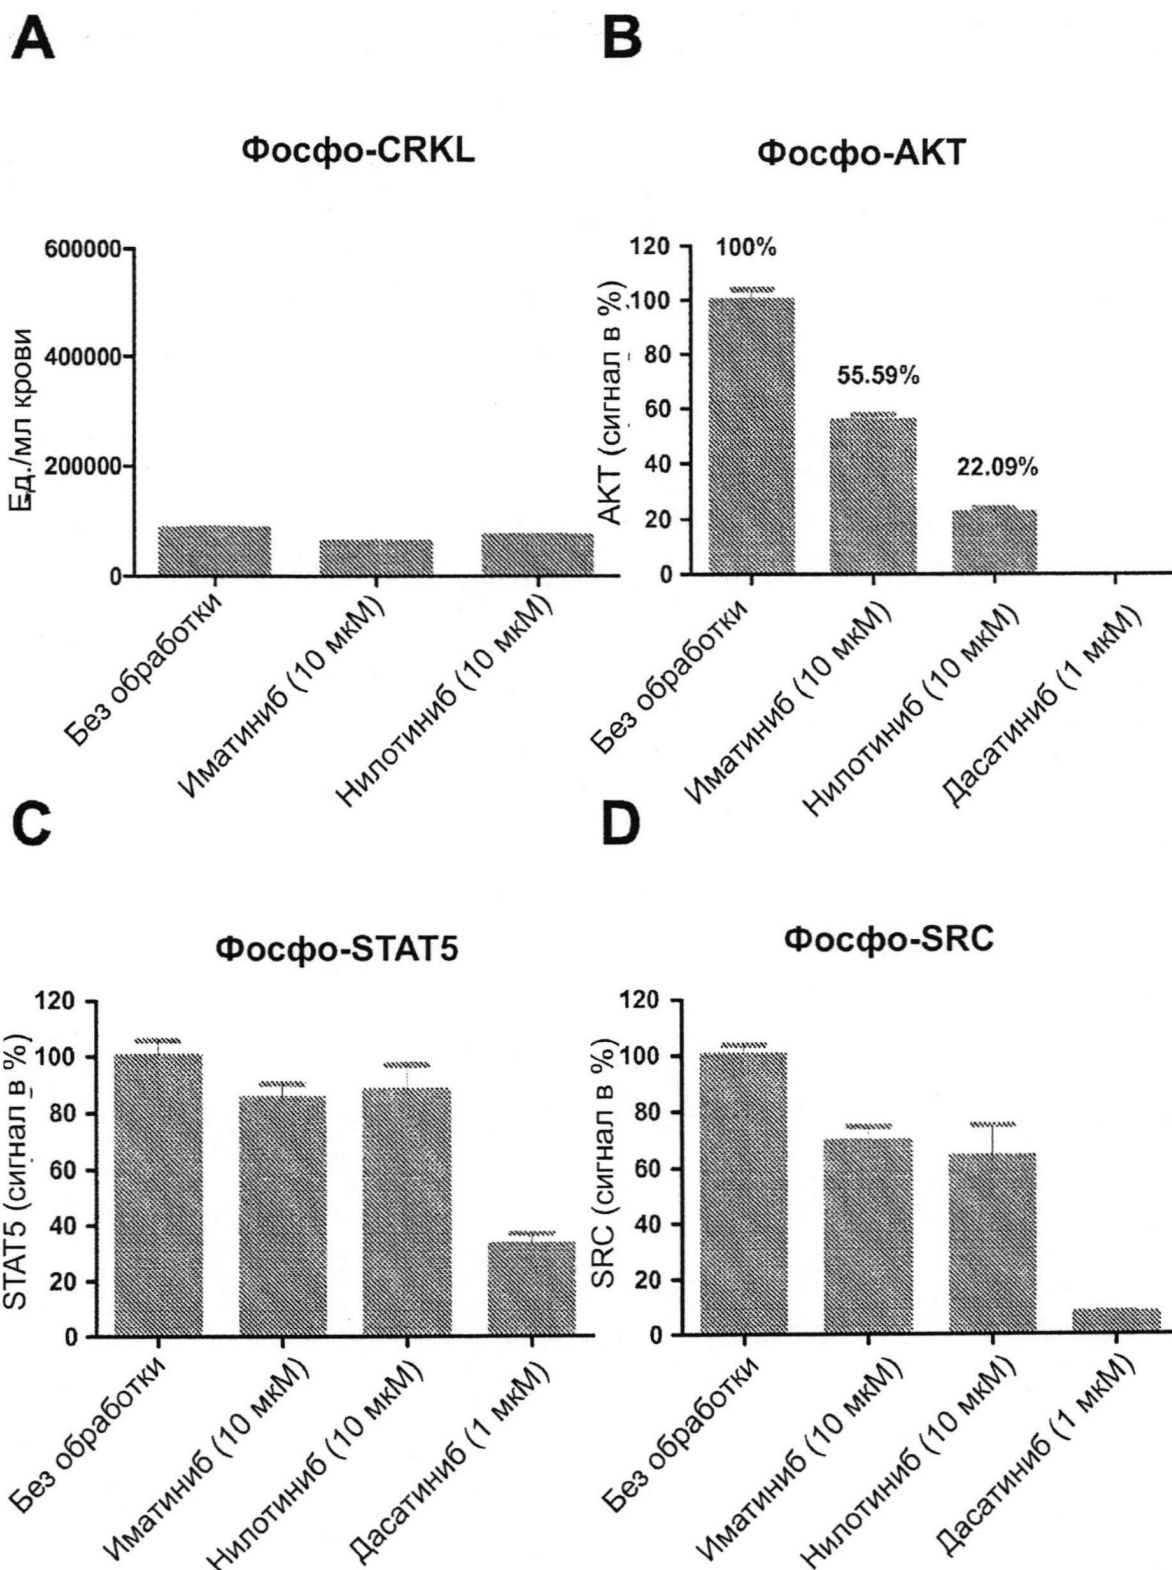 A
Фосфо-CRKL
Ед./мл крови
600000
400000
200000
0
Без обработки
Иматиниб (10 мкМ)
Нилотиниб (10 мкМ)
B
Фосфо-AKT
AKT (сигнал в %)
120
100
80
60
40
20
0
100%
55.59%
22.09%
Без обработки
Иматиниб (10 мкМ)
Нилотиниб (10 мкМ)
Дасатиниб (1 мкМ)
C
Фосфо-STAT5
STAT5 (сигнал в %)
120
100
80
60
40
20
0
Без обработки
Иматиниб (10 мкМ)
Нилотиниб (10 мкМ)
Дасатиниб (1 мкМ)
D
Фосфо-SRC
SRC (сигнал в %)
120
100
80
60
40
20
0
Без обработки
Иматиниб (10 мкМ)
Нилотиниб (10 мкМ)
Дасатиниб (1 мкМ)